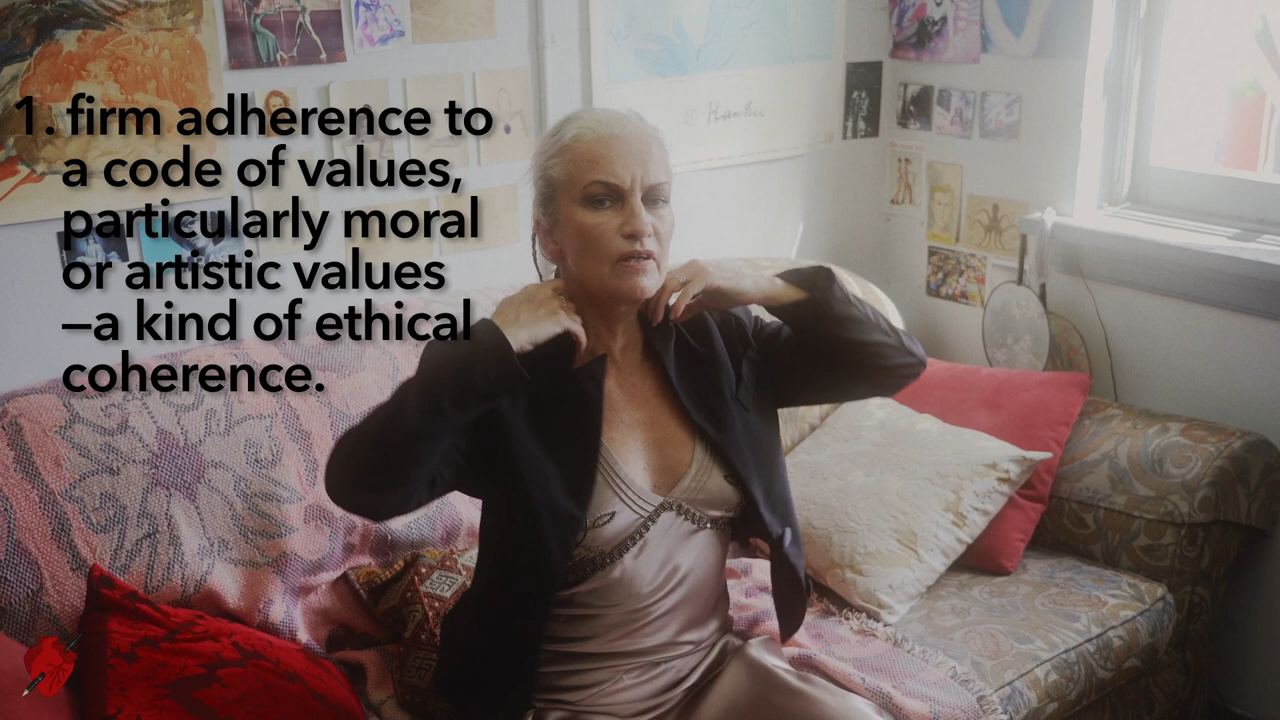 1. firm adherence to
a code of values,
particularly moral
or artistic values
—a kind of ethical
coherence.